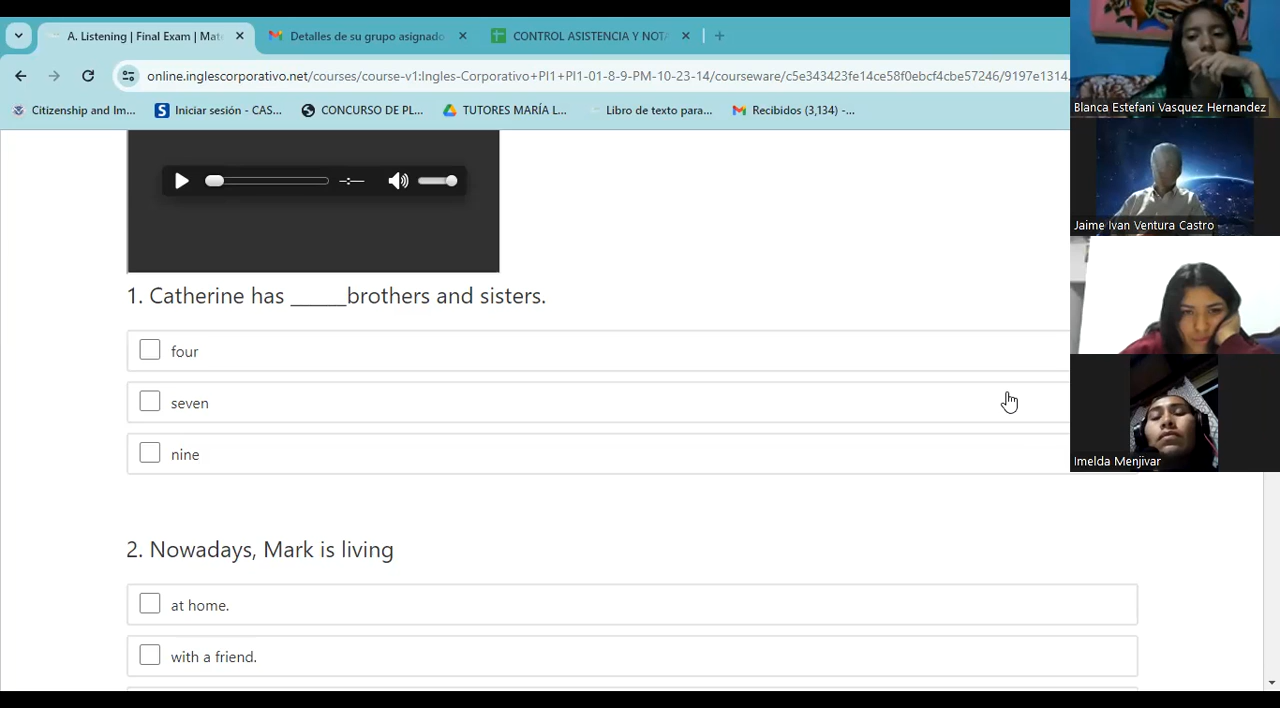 A. Listening | Final Exam | Mate
Detalles de su grupo asignado
CONTROL ASISTENCIA Y NOTA
online.inglescorporativo.net/courses/course-v1:Ingles-Corporativo+PI1+PI1-01-8-9-PM-10-23-14/courseware/c5e343423fe14ce58f0ebcf4cbe57246/9197e1314
Citizenship and Im...
Iniciar sesión - CAS...
CONCURSO DE PL...
TUTORES MARÍA L...
Libro de texto para...
Recibidos (3,134) -...
Blanca Estefani Vasquez Hernandez
Jaime Ivan Ventura Castro
Imelda Menjivar
1. Catherine has ______brothers and sisters.
four
seven
nine
2. Nowadays, Mark is living
at home.
with a friend.